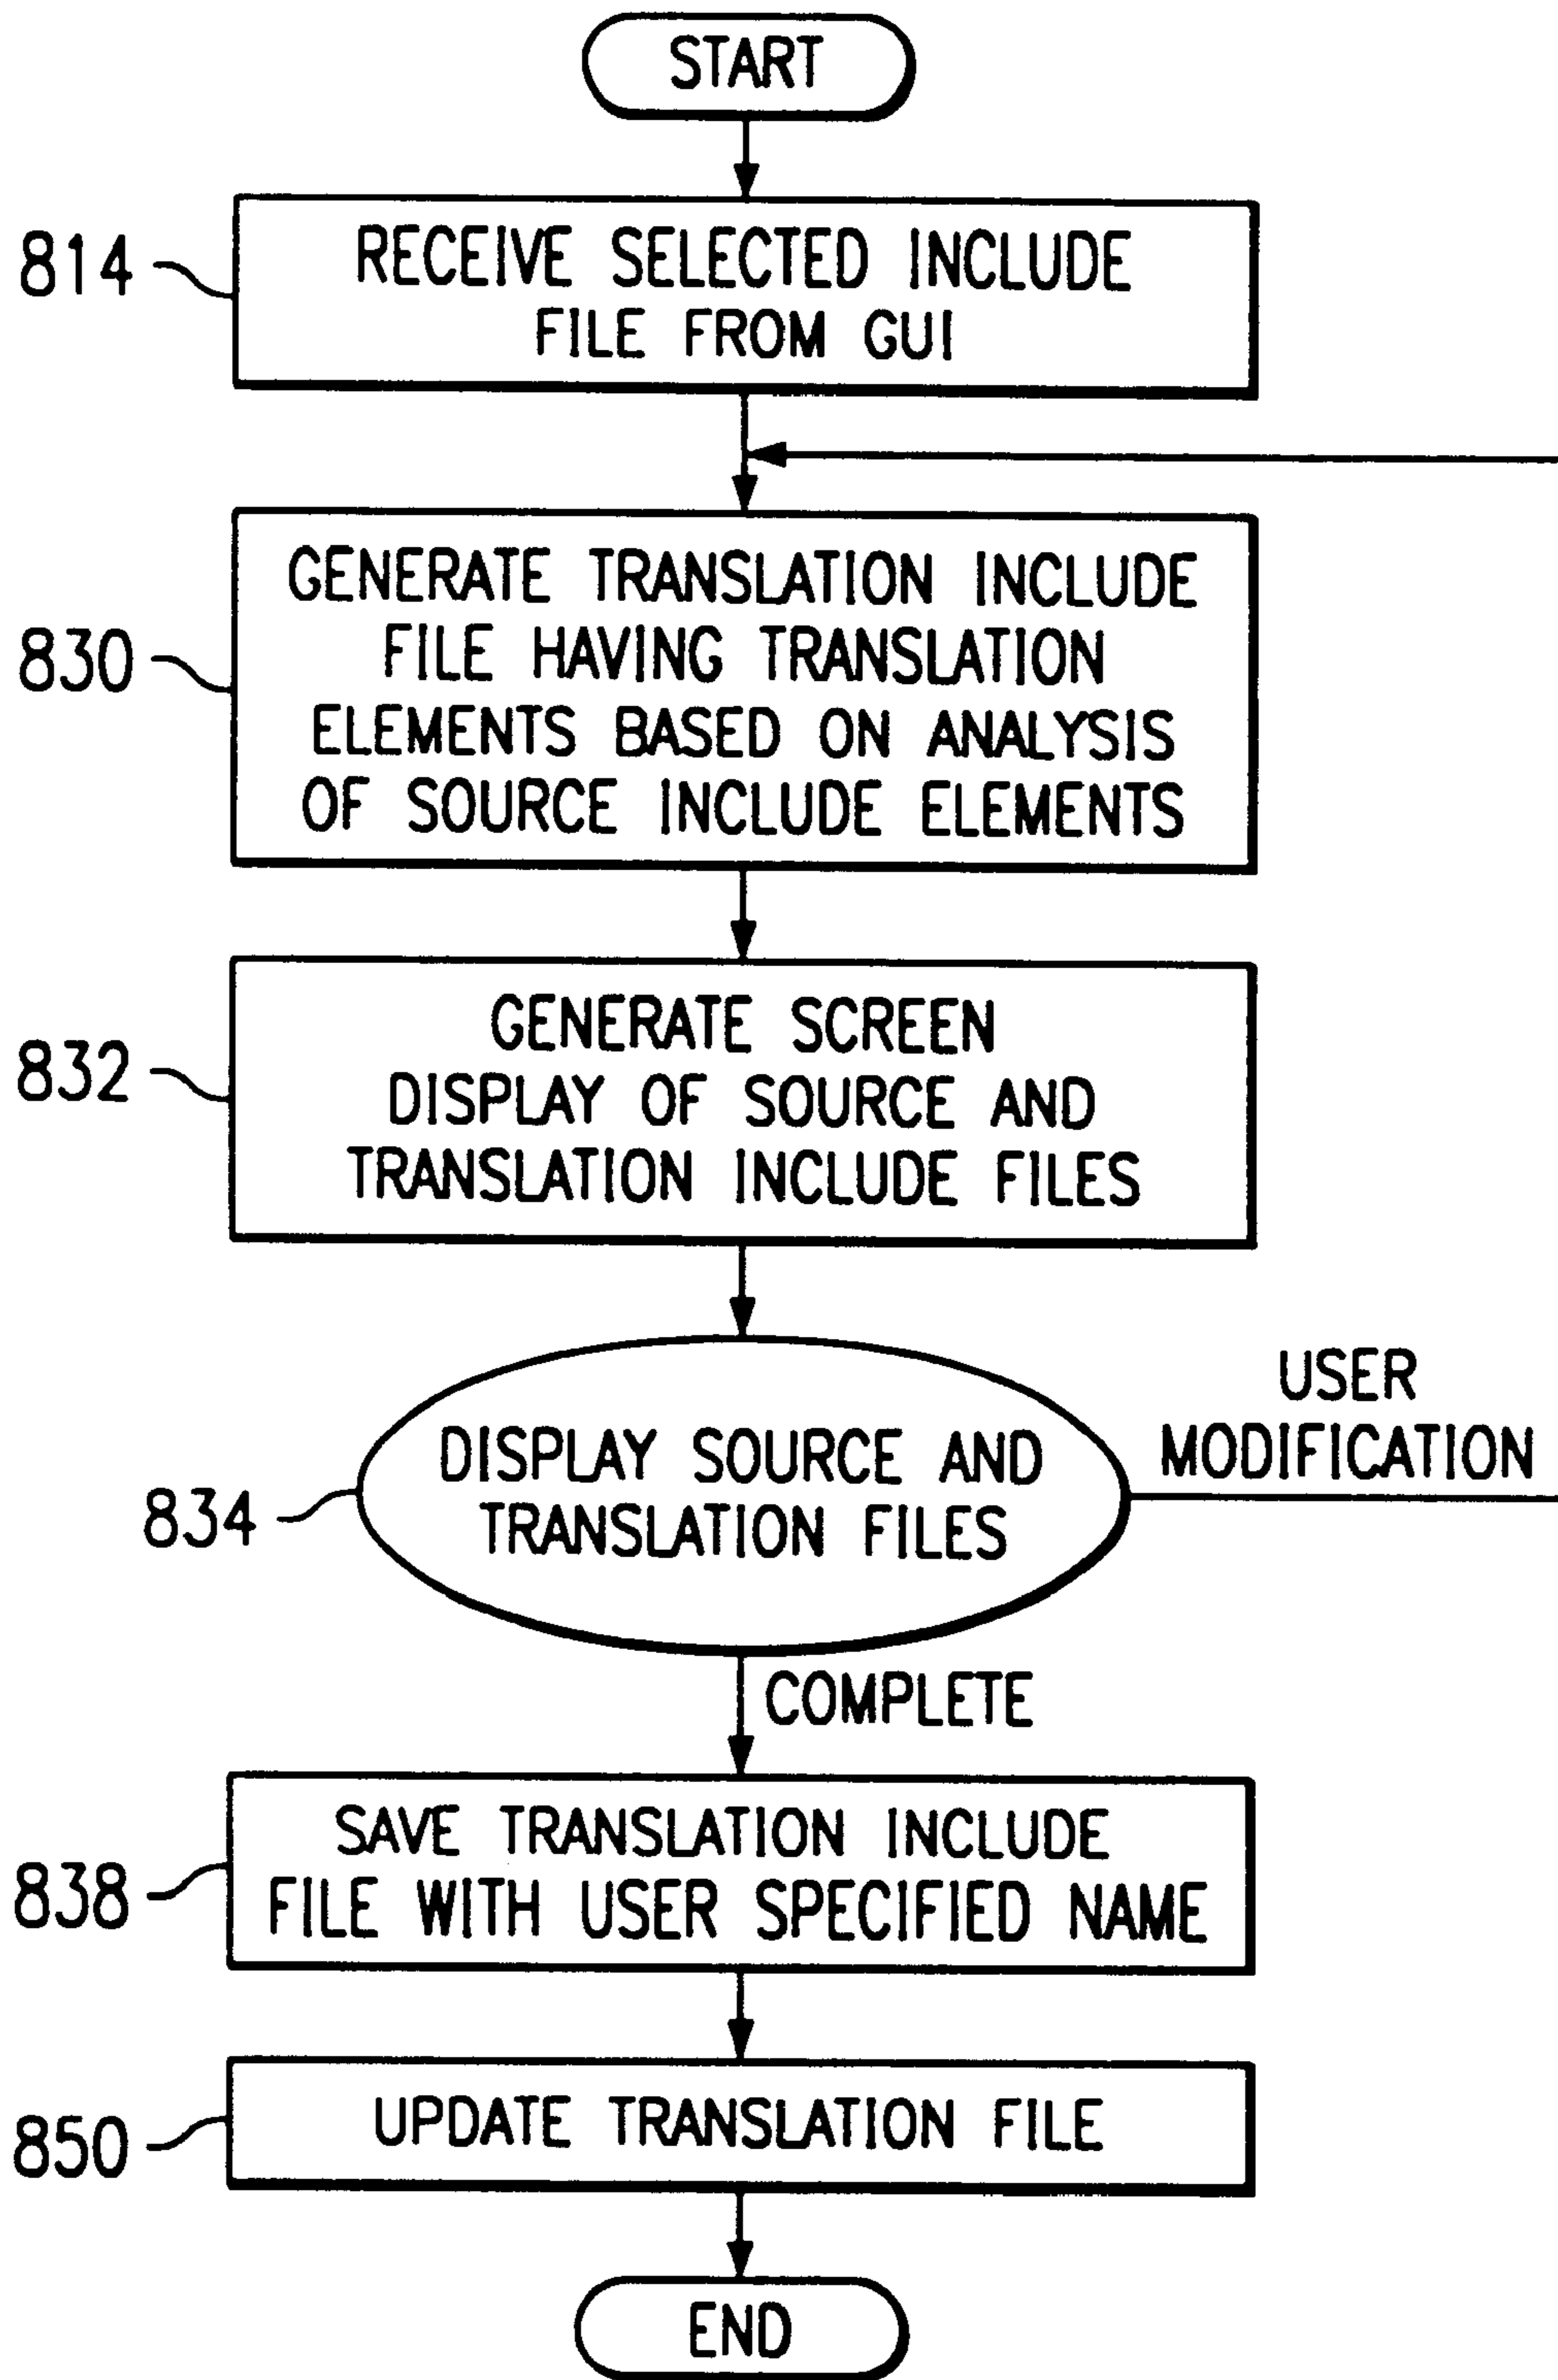 START
814
RECEIVE SELECTED INCLUDE
FILE FROM GUI
830
GENERATE TRANSLATION INCLUDE
FILE HAVING TRANSLATION
ELEMENTS BASED ON ANALYSIS
OF SOURCE INCLUDE ELEMENTS
832
GENERATE SCREEN
DISPLAY OF SOURCE AND
TRANSLATION INCLUDE FILES
834
DISPLAY SOURCE AND
TRANSLATION FILES
USER
MODIFICATION
COMPLETE
838
SAVE TRANSLATION INCLUDE
FILE WITH USER SPECIFIED NAME
850
UPDATE TRANSLATION FILE
END